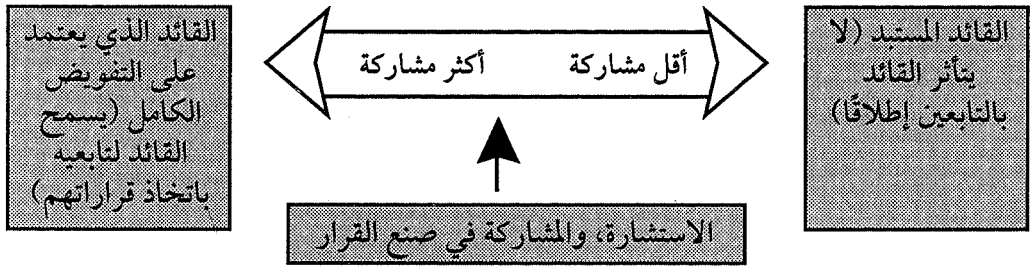 القائد المستبد (لا
يتأثر القائد
بالتابعين إطلاقًا)
أقل مشاركة
أكثر مشاركة
القائد الذي يعتمد
على التفويض
الكامل (يسمح
القائد لتابعيه
باتخاذ قراراتهم)
الاستشارة، والمشاركة في صنع القرار